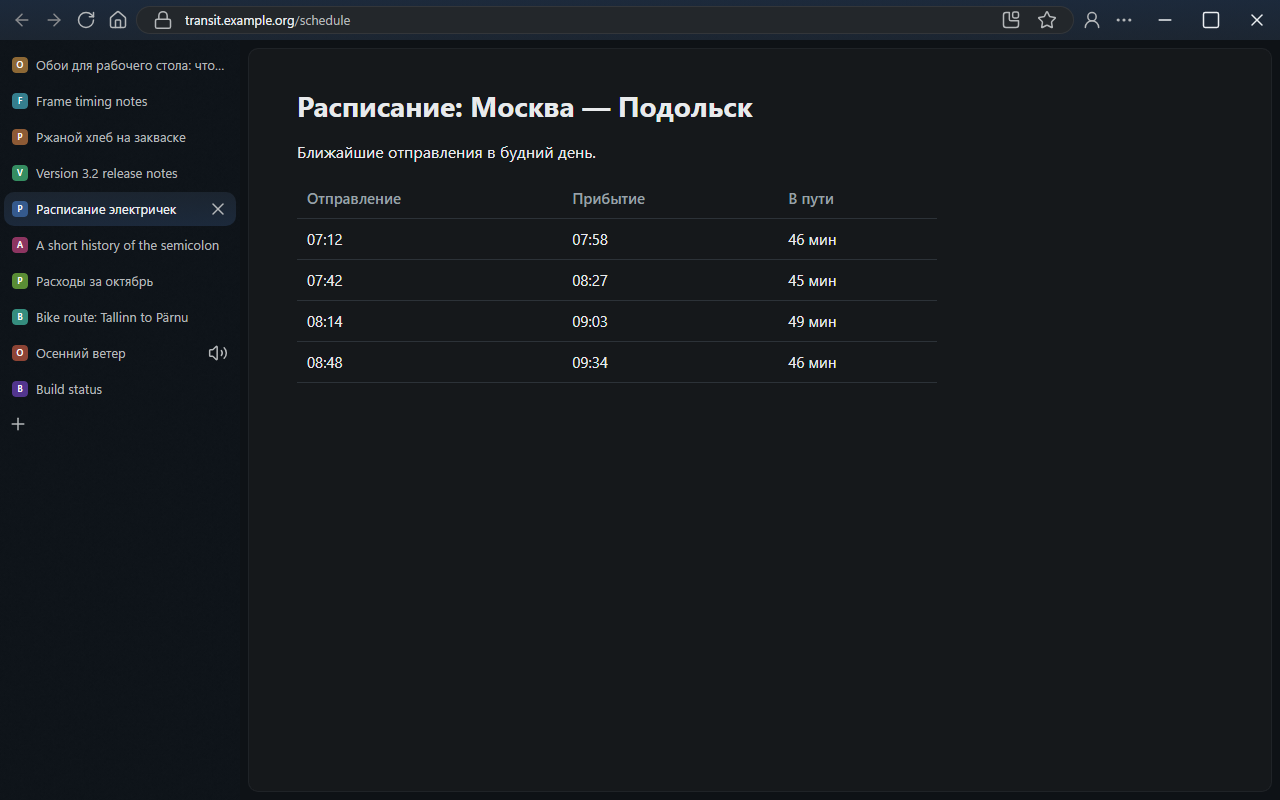 transit.example.org/schedule
О Обои для рабочего стола: что...
F Frame timing notes
Р Ржаной хлеб на закваске
V Version 3.2 release notes
Р Расписание электричек
A A short history of the semicolon
Р Расходы за октябрь
B Bike route: Tallinn to Pärnu
О Осенний ветер
B Build status
Расписание: Москва — Подольск
Ближайшие отправления в будний день.
Отправление Прибытие В пути
07:12 07:58 46 мин
07:42 08:27 45 мин
08:14 09:03 49 мин
08:48 09:34 46 мин